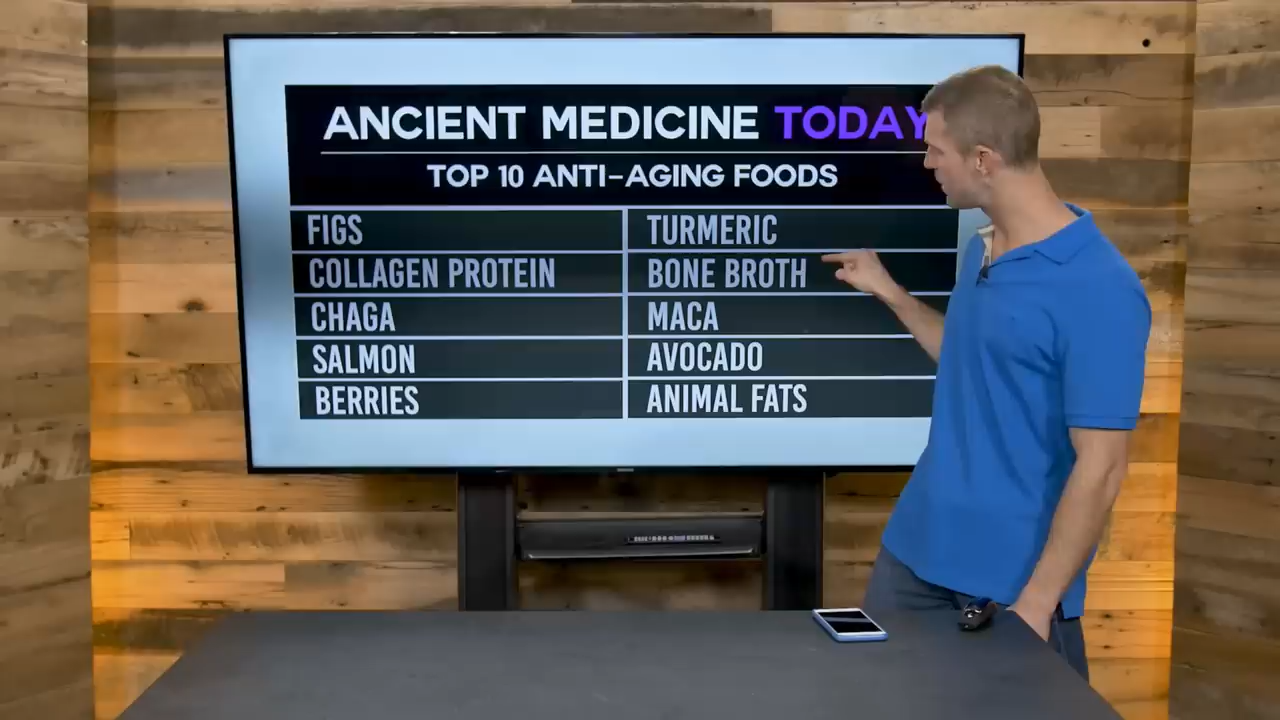 ANCIENT MEDICINE TODAY
TOP 10 ANTI-AGING FOODS
FIGS
TURMERIC
COLLAGEN PROTEIN
BONE BROTH
CHAGA
MACA
SALMON
AVOCADO
BERRIES
ANIMAL FATS